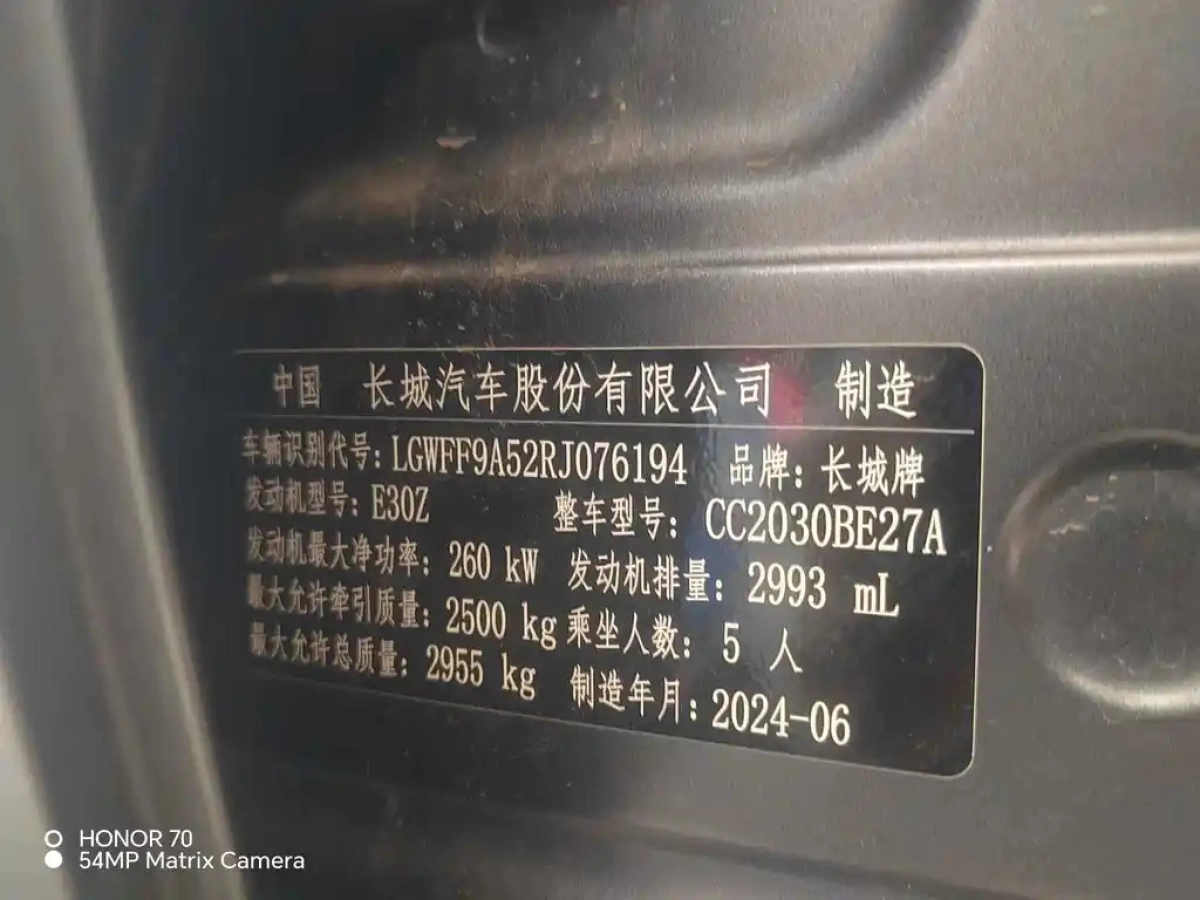 中国 长城汽车股份有限公司 制造
车辆识别代号: LGWFF9A52RJ076194 品牌: 长城牌
发动机型号: E30Z 整车型号: CC2030BE27A
发动机最大净功率: 260 kW 发动机排量: 2993 mL
最大允许牵引质量: 2500 kg 乘坐人数: 5 人
最大允许总质量: 2955 kg 制造年月: 2024-06
HONOR 70
54MP Matrix Camera